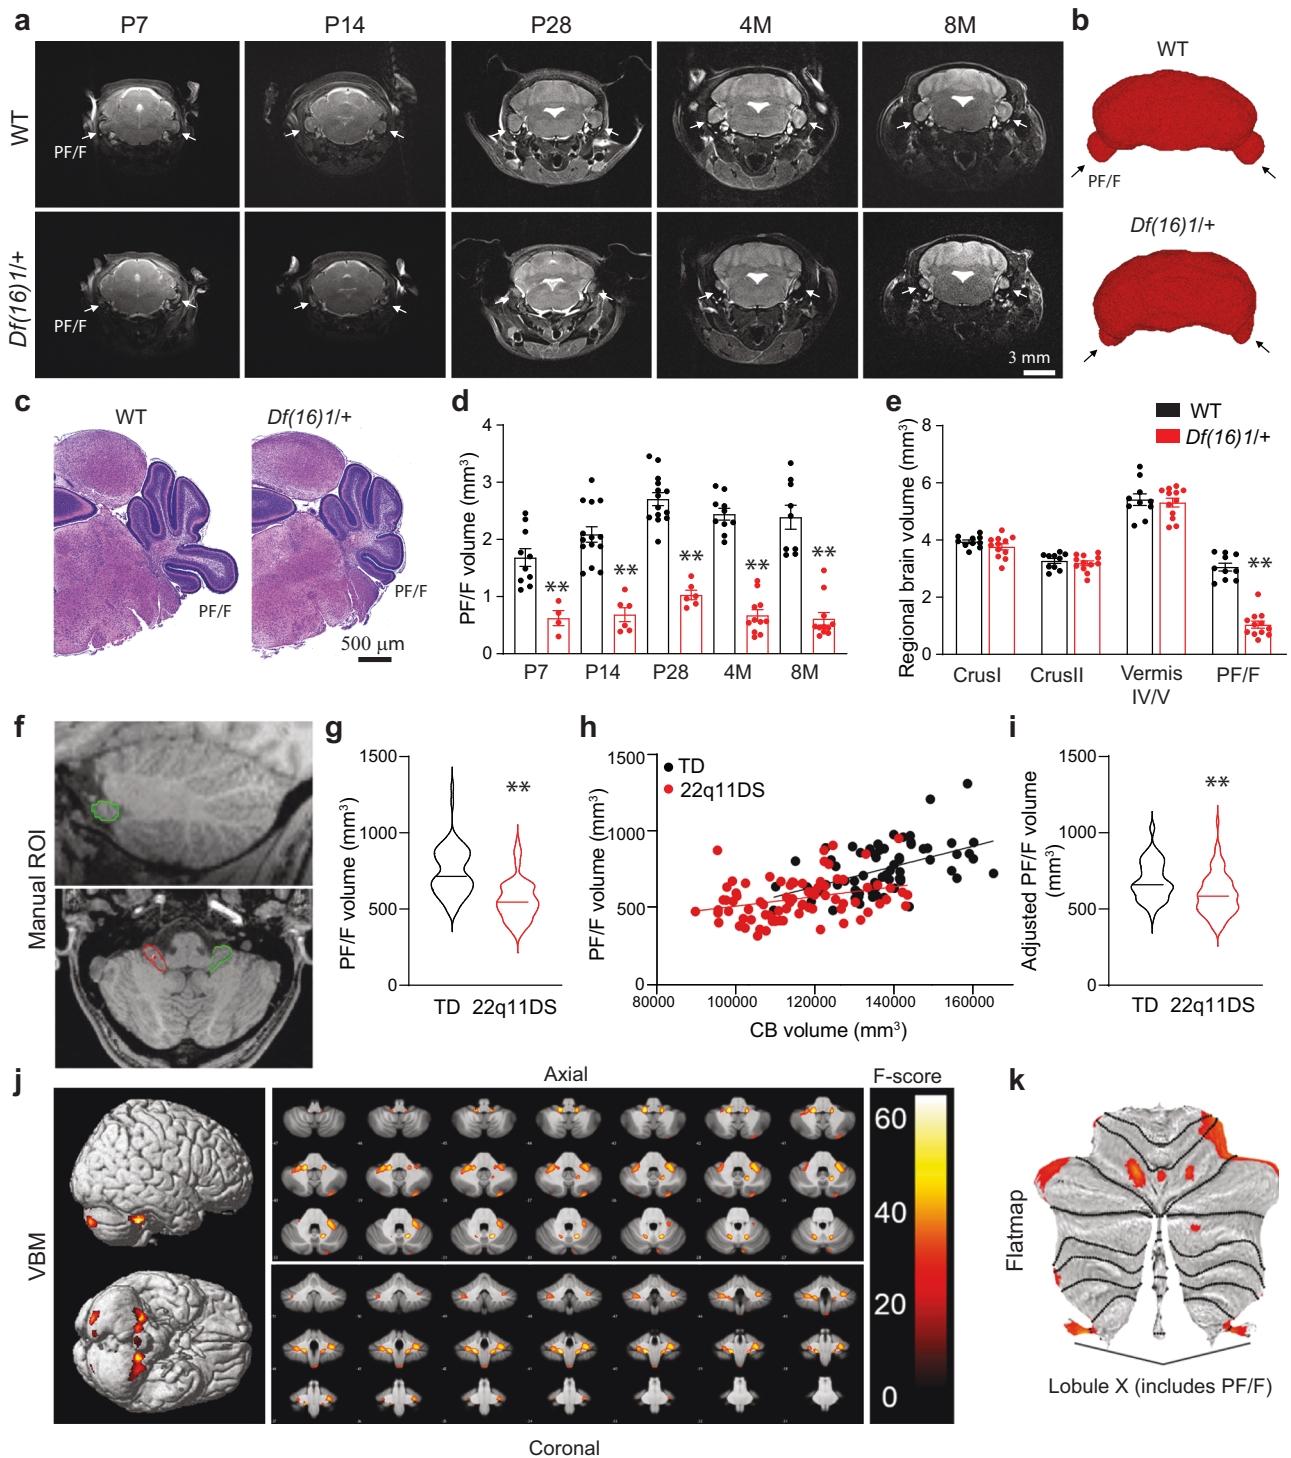 a
P7
P14
P28
4M
8M
WT
PF/F
Df(16)1/+
PF/F
3 mm
b
WT
PF/F
Df(16)1/+
c
WT
Df(16)1/+
PF/F
PF/F
500 µm
d
PF/F volume (mm³)
4
3
2
1
0
**
**
**
**
**
P7
P14
P28
4M
8M
e
Regional brain volume (mm³)
8
6
4
2
0
WT
Df(16)1/+
**
CrusI
CrusII
Vermis
IV/V
PF/F
f
Manual ROI
g
PF/F volume (mm³)
1500
1000
500
0
**
TD
22q11DS
h
PF/F volume (mm³)
1500
1000
500
0
TD
22q11DS
80000
100000
120000
140000
160000
CB volume (mm³)
i
Adjusted PF/F volume
(mm³)
1500
1000
500
0
**
TD
22q11DS
j
VBM
Axial
Coronal
F-score
60
40
20
0
k
Flatmap
Lobule X (includes PF/F)